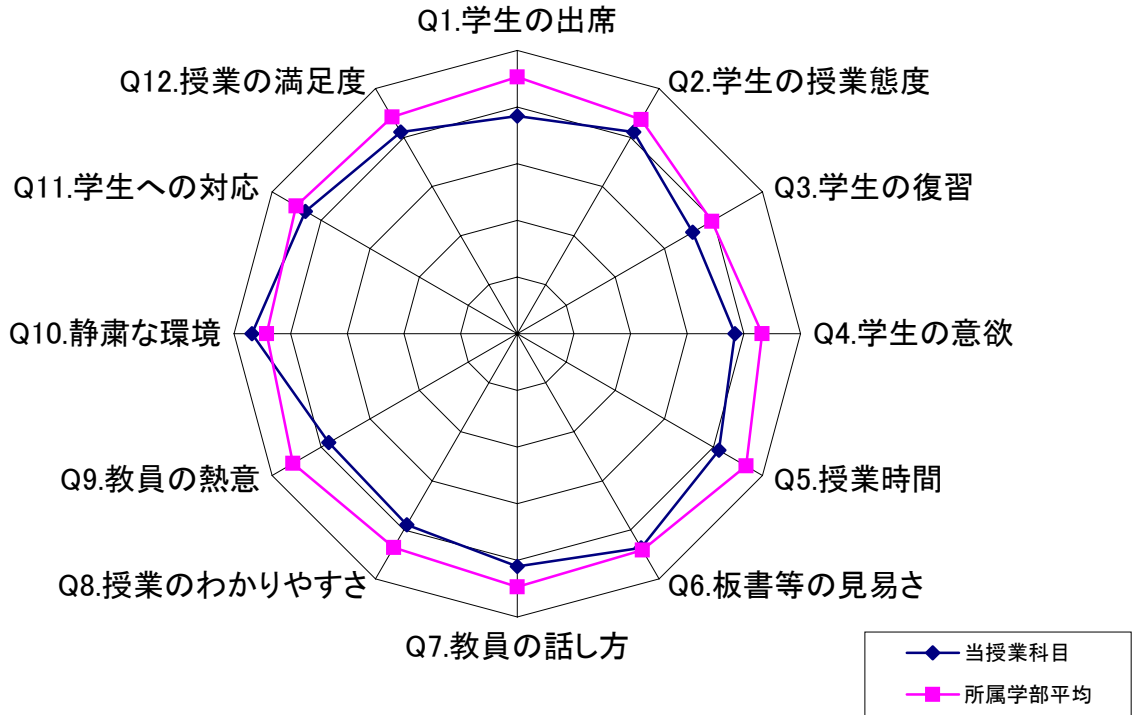 Q1.学生の出席
Q2.学生の授業態度
Q3.学生の復習
Q4.学生の意欲
Q5.授業時間
Q6.板書等の見易さ
Q7.教員の話し方
Q8.授業のわかりやすさ
Q9.教員の熱意
Q10.静粛な環境
Q11.学生への対応
Q12.授業の満足度
当授業科目
所属学部平均